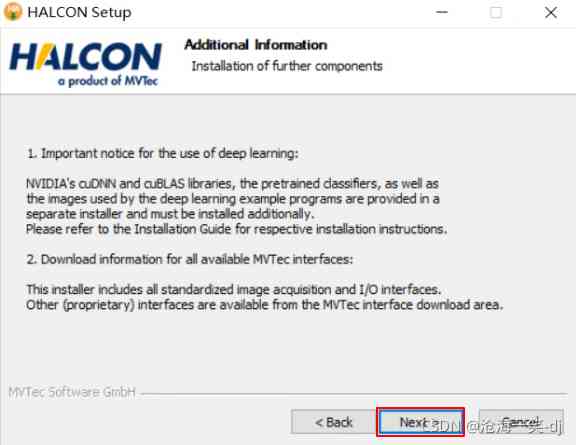 HALCON Setup
HALCON
a product of MVTec
Additional Information
Installation of further components
1. Important notice for the use of deep learning:
NVIDIA's cuDNN and cuBLAS libraries, the pretrained classifiers, as well as
the images used by the deep learning example programs are provided in a
separate installer and must be installed additionally.
Please refer to the Installation Guide for respective installation instructions.
2. Download information for all available MVTec interfaces:
This installer includes all standardized image acquisition and I/O interfaces.
Other (proprietary) interfaces are available from the MVTec interface download area.
MVTec Software GmbH
< Back
Next >
Cancel
CSDN @沧海一笑-dj